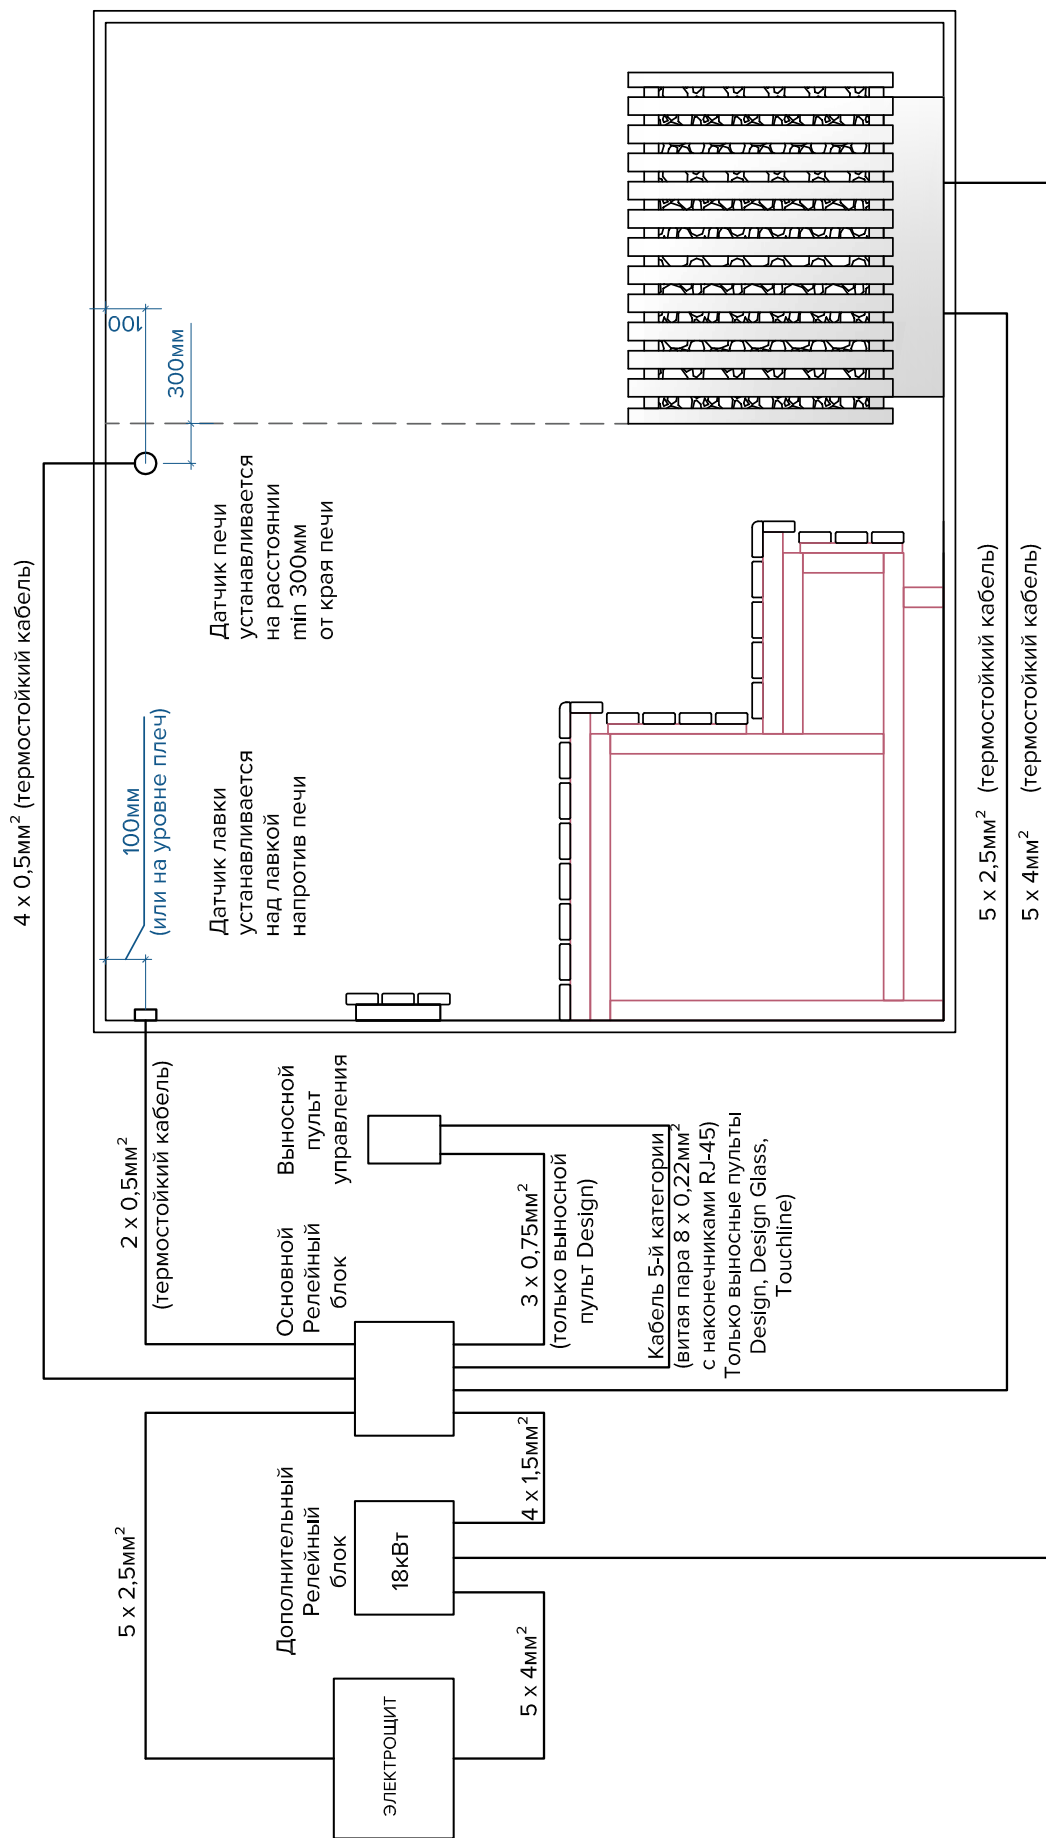 4 x 0,5мм² (термостойкий кабель)
100
300мм
Датчик печи
устанавливается
на расстоянии
min 300мм
от края печи
100мм
(или на уровне плеч)
Датчик лавки
устанавливается
над лавкой
напротив печи
2 x 0,5мм²
(термостойкий кабель)
Выносной
пульт
управления
Основной
Релейный
блок
3 x 0,75мм²
(только выносной
пульт Design)
Кабель 5-й категории
(витая пара 8 x 0,22мм²
с наконечниками RJ-45)
Только выносные пульты
Design, Design Glass,
Touchline)
5 x 2,5мм²
Дополнительный
Релейный
блок
18кВт
4 x 1,5мм²
ЭЛЕКТРОЩИТ
5 x 4мм²
5 x 2,5мм² (термостойкий кабель)
5 x 4мм² (термостойкий кабель)